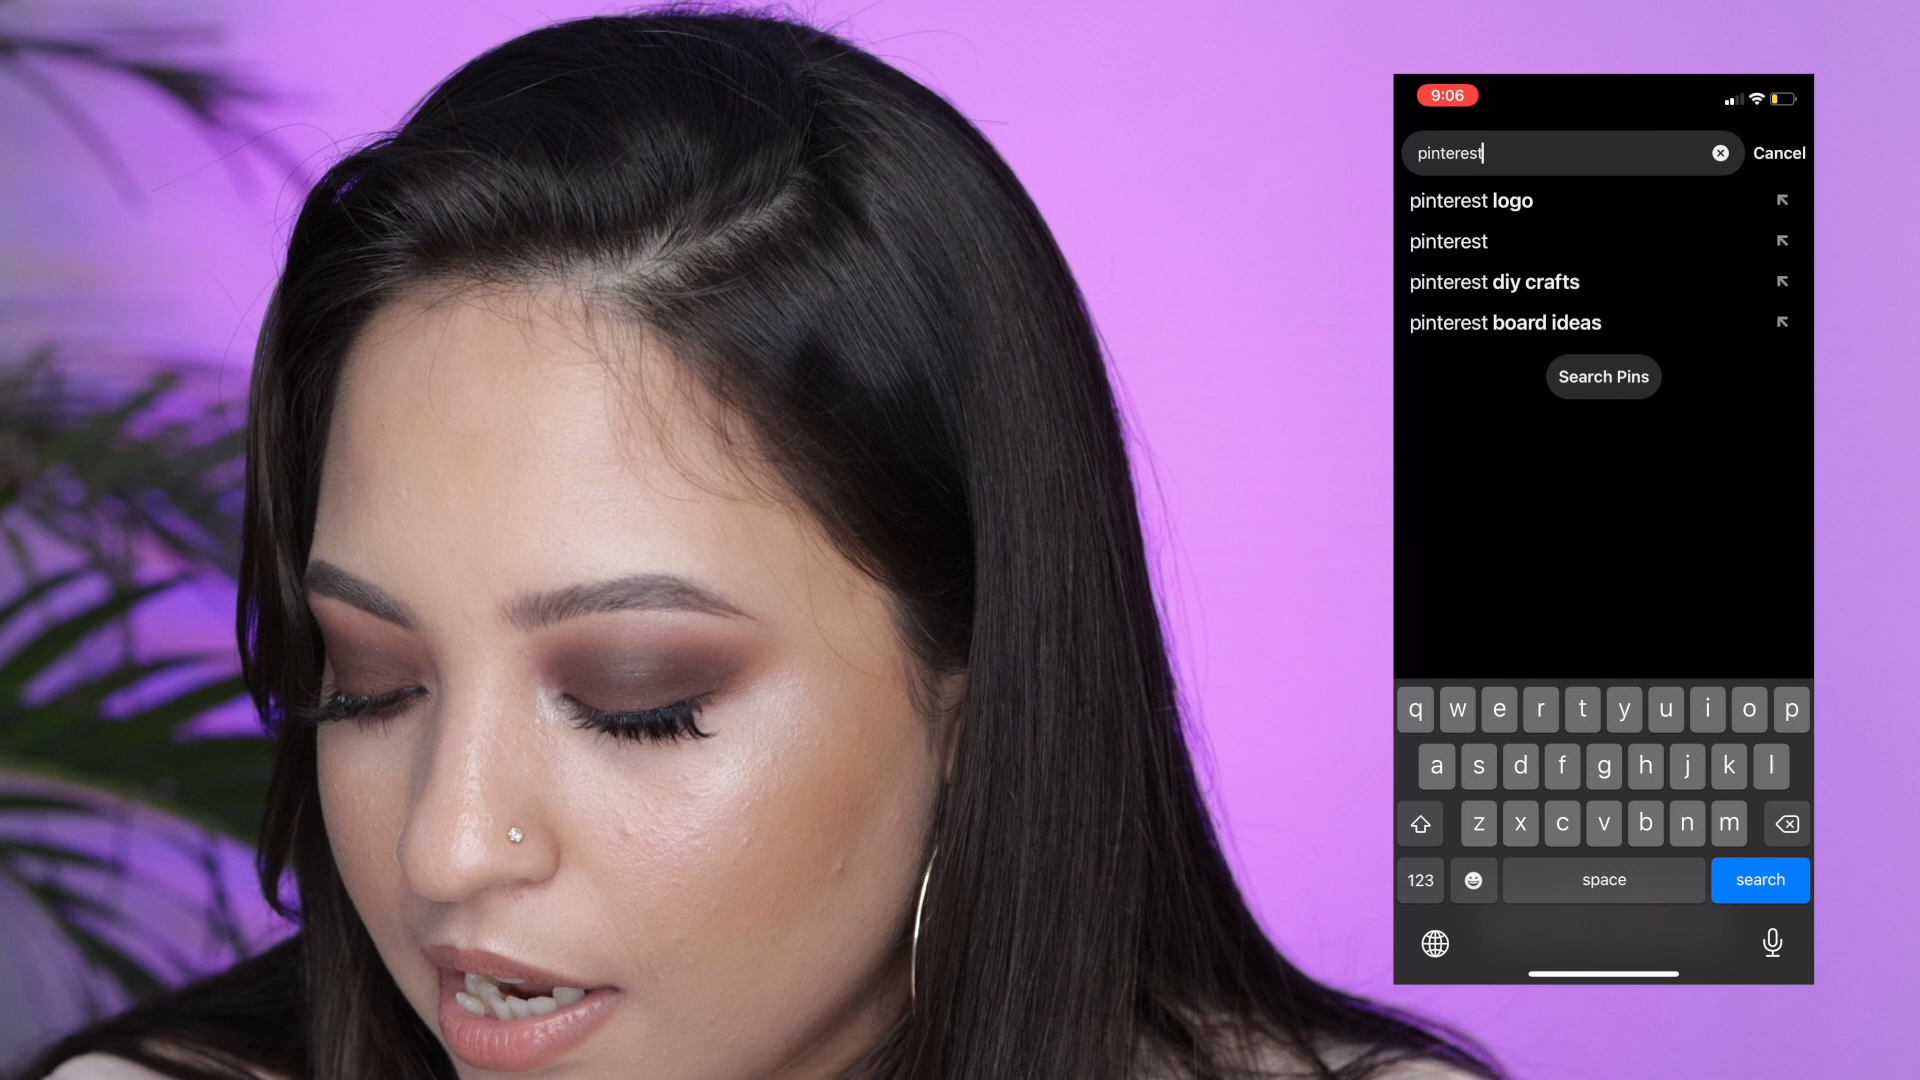 9:06
pinterest
Cancel
pinterest logo
pinterest
pinterest diy crafts
pinterest board ideas
Search Pins
q w e r t y u i o p
a s d f g h j k l
z x c v b n m
123 space search